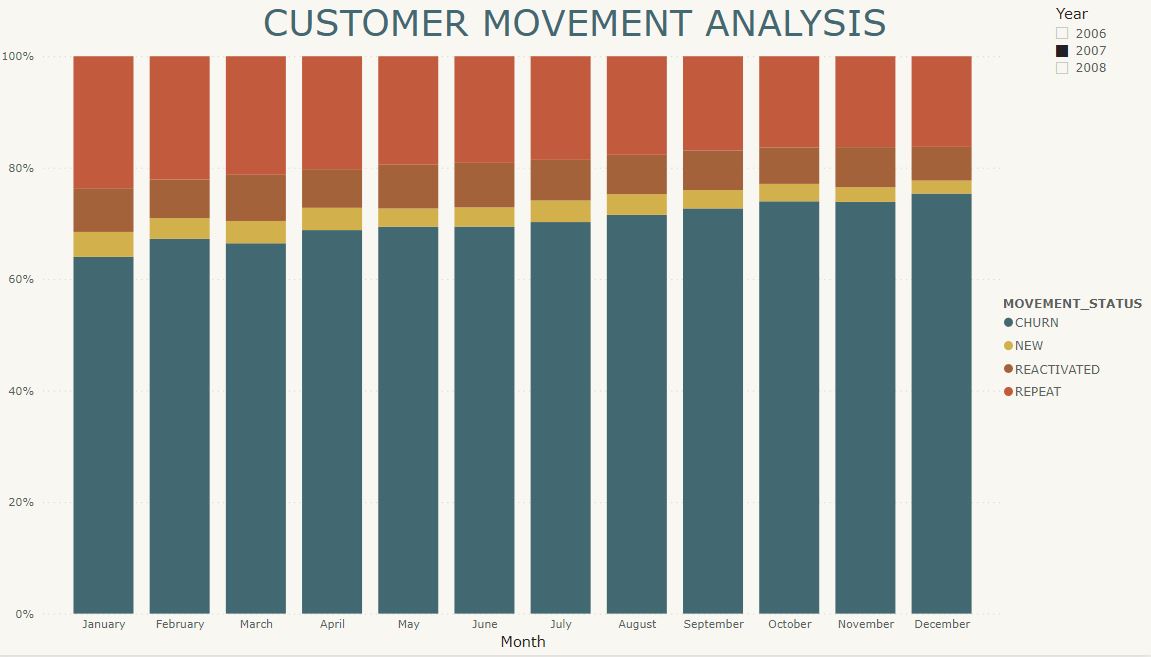 CUSTOMER MOVEMENT ANALYSIS
Year
2006
2007
2008
100%
80%
60%
40%
20%
0%
January February March April May June July August September October November December
Month
MOVEMENT_STATUS
CHURN
NEW
REACTIVATED
REPEAT